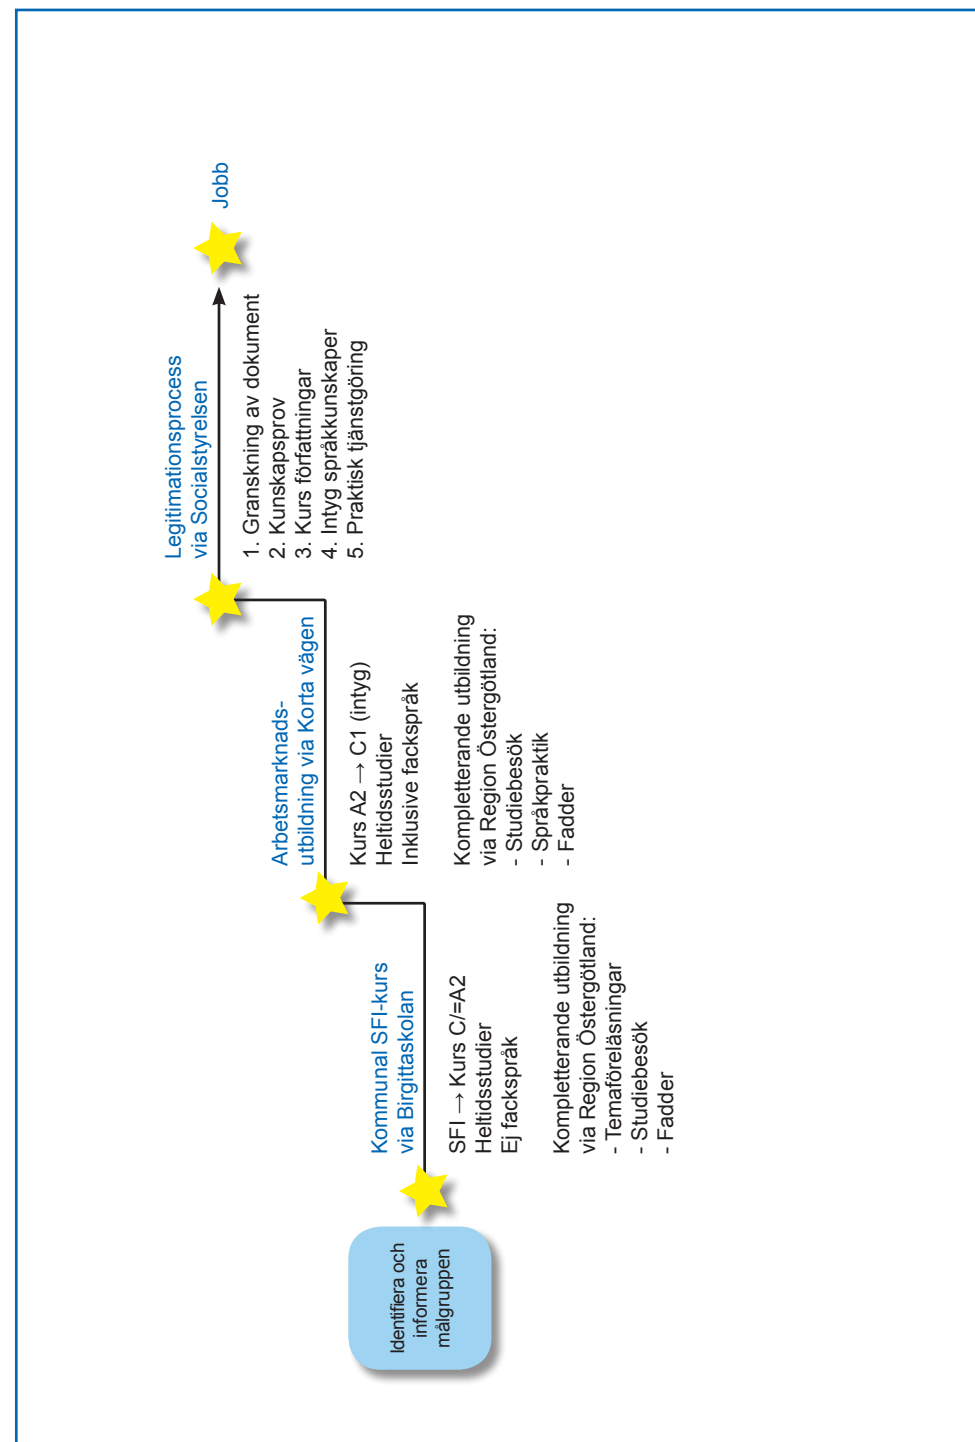 Identifiera och
informera
målgruppen
Kommunal SFI-kurs
via Birgittaskolan
SFI → Kurs C/=A2
Heltidsstudier
Ej fackspråk
Kompletterande utbildning
via Region Östergötland:
- Temaföreläsningar
- Studiebesök
- Fadder
Arbetsmarknads-
utbildning via Korta vägen
Kurs A2 → C1 (intyg)
Heltidsstudier
Inklusive fackspråk
Kompletterande utbildning
via Region Östergötland:
- Studiebesök
- Språkpraktik
- Fadder
Legitimationsprocess
via Socialstyrelsen
1. Granskning av dokument
2. Kunskapsprov
3. Kurs författningar
4. Intyg språkkunskaper
5. Praktisk tjänstgöring
Jobb